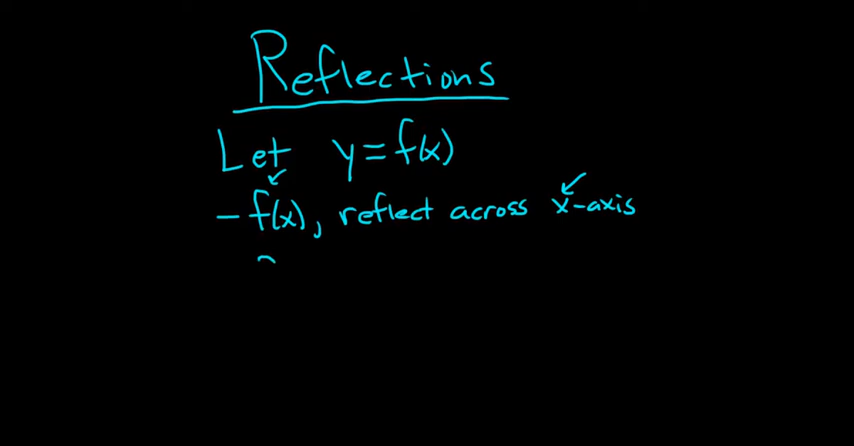 Reflections
Let y = f(x)
- f(x), reflect across x-axis